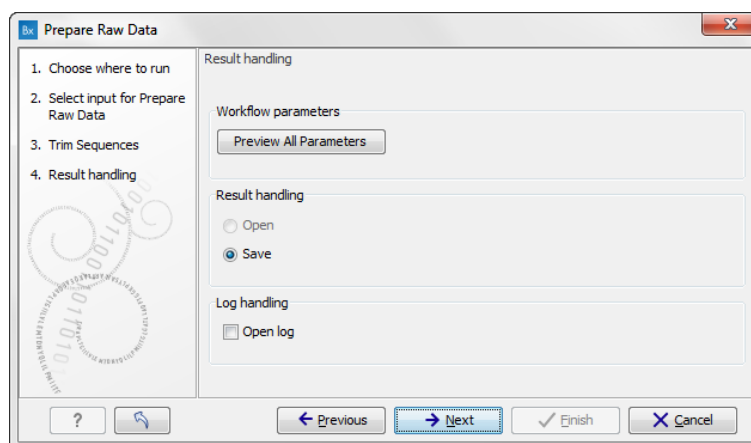 Bx Prepare Raw Data
1. Choose where to run
2. Select input for Prepare
Raw Data
3. Trim Sequences
4. Result handling
Result handling
Workflow parameters
Preview All Parameters
Result handling
Open
Save
Log handling
Open log
? Previous Next Finish Cancel